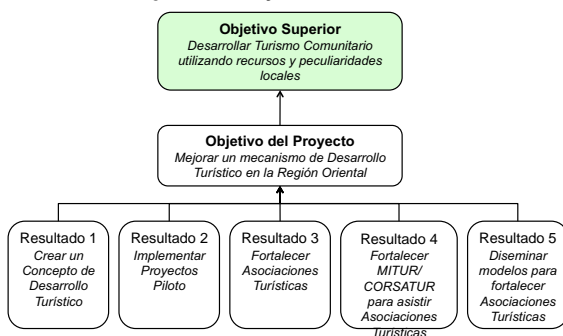 Objetivo Superior
Desarrollar Turismo Comunitario
utilizando recursos y peculiaridades
locales
Objetivo del Proyecto
Mejorar un mecanismo de Desarrollo
Turístico en la Región Oriental
Resultado 1
Crear un
Concepto de
Desarrollo
Turístico
Resultado 2
Implementar
Proyectos
Piloto
Resultado 3
Fortalecer
Asociaciones
Turísticas
Resultado 4
Fortalecer
MITUR/
CORSATUR
para asistir
Asociaciones
Turísticas
Resultado 5
Diseminar
modelos para
fortalecer
Asociaciones
Turísticas